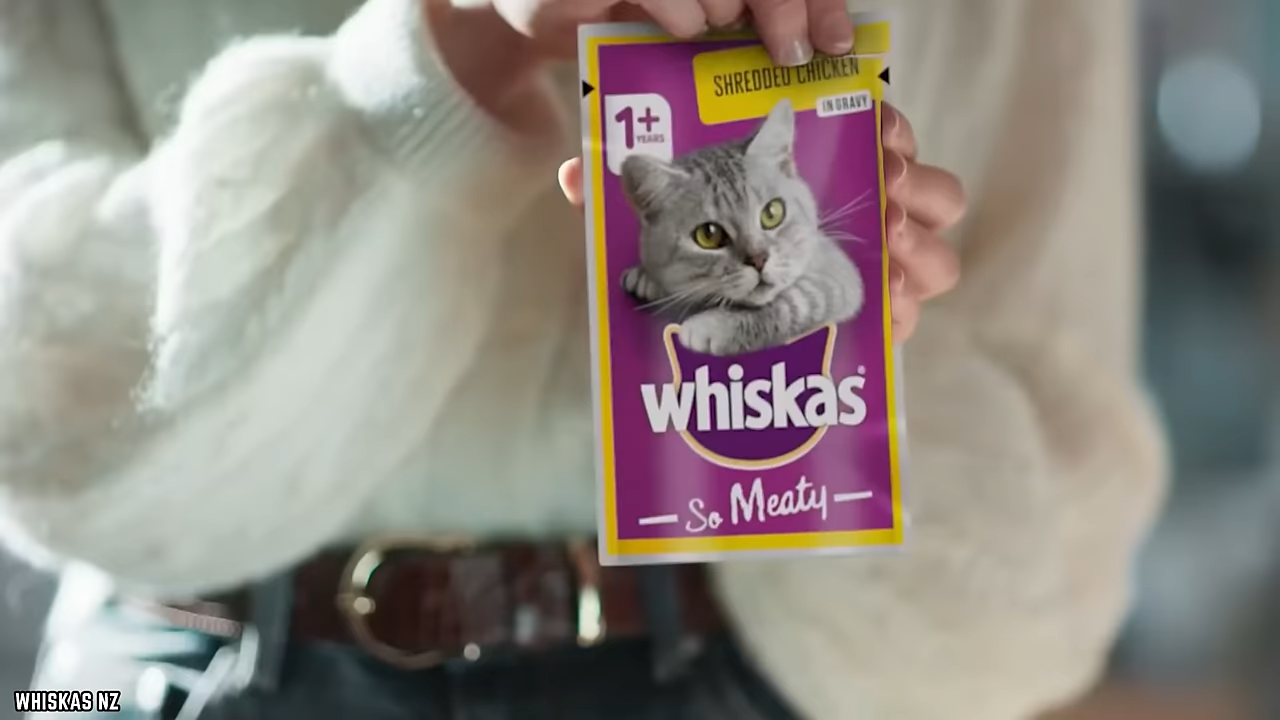 SHREDDED CHICKEN
IN GRAVY
1+
YEARS
whiskas®
So Meaty
WHISKAS NZ